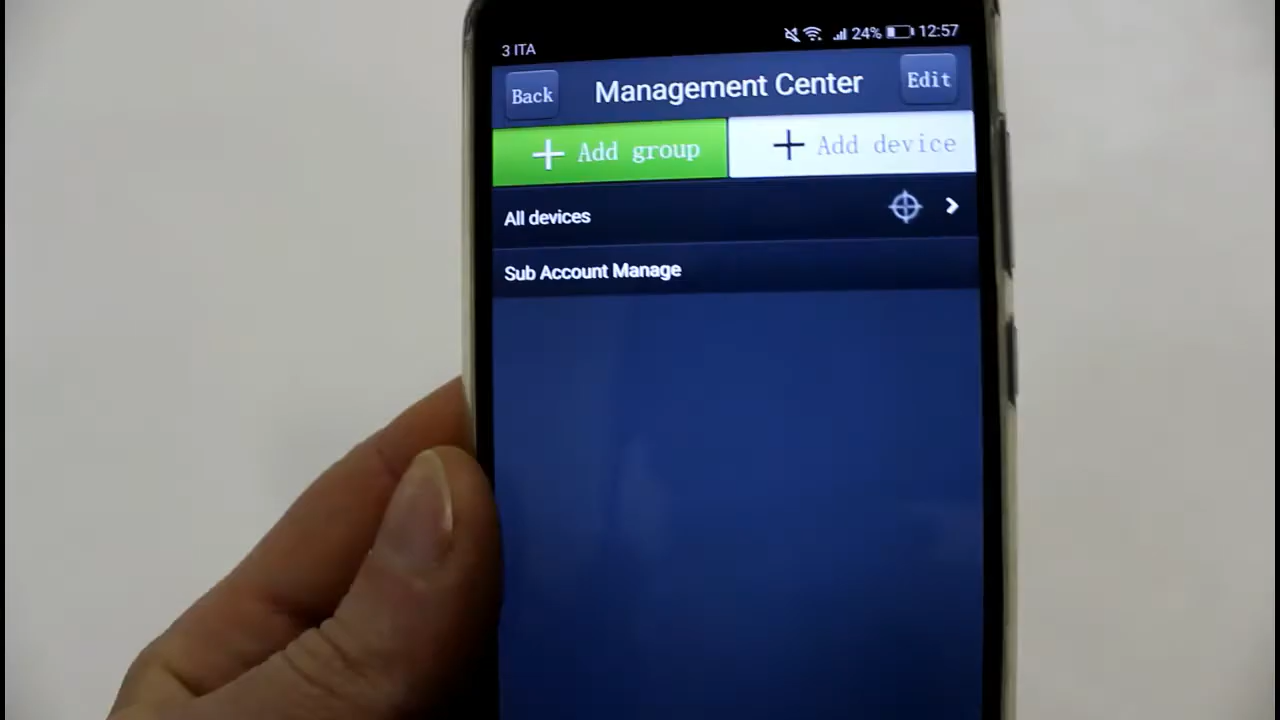 3 ITA
24% 12:57
Back
Management Center
Edit
+ Add group
+ Add device
All devices
Sub Account Manage